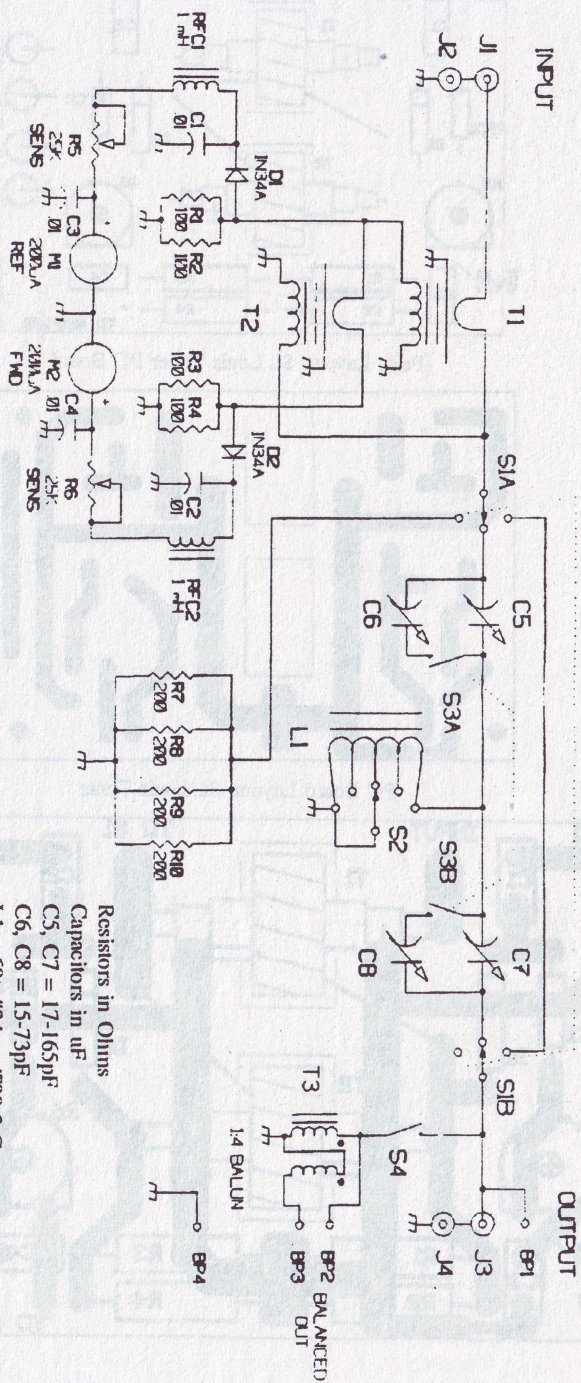 INPUT
J1
J2
T1
T2
RFC1
1 mH
C1
.01
D1
1N34A
R1
100
R2
100
R5
25K
SENS
C3
.01
+
M1
200uA
REF
M2
200uA
FWD
+
C4
.01
R3
100
R4
100
D2
1N34A
C2
.01
R6
25K
SENS
RFC2
1 mH
S1A
C5
C6
S3A
L1
S2
S3B
C7
C8
S1B
R7
200
R8
200
R9
200
R10
200
S4
T3
1:4 BALUN
OUTPUT
BP1
J3
J4
BP2
BP3
BALANCED
OUT
BP4
Resistors in Ohms
Capacitors in uF
C5, C7 = 17-165pF
C6, C8 = 15-73pF